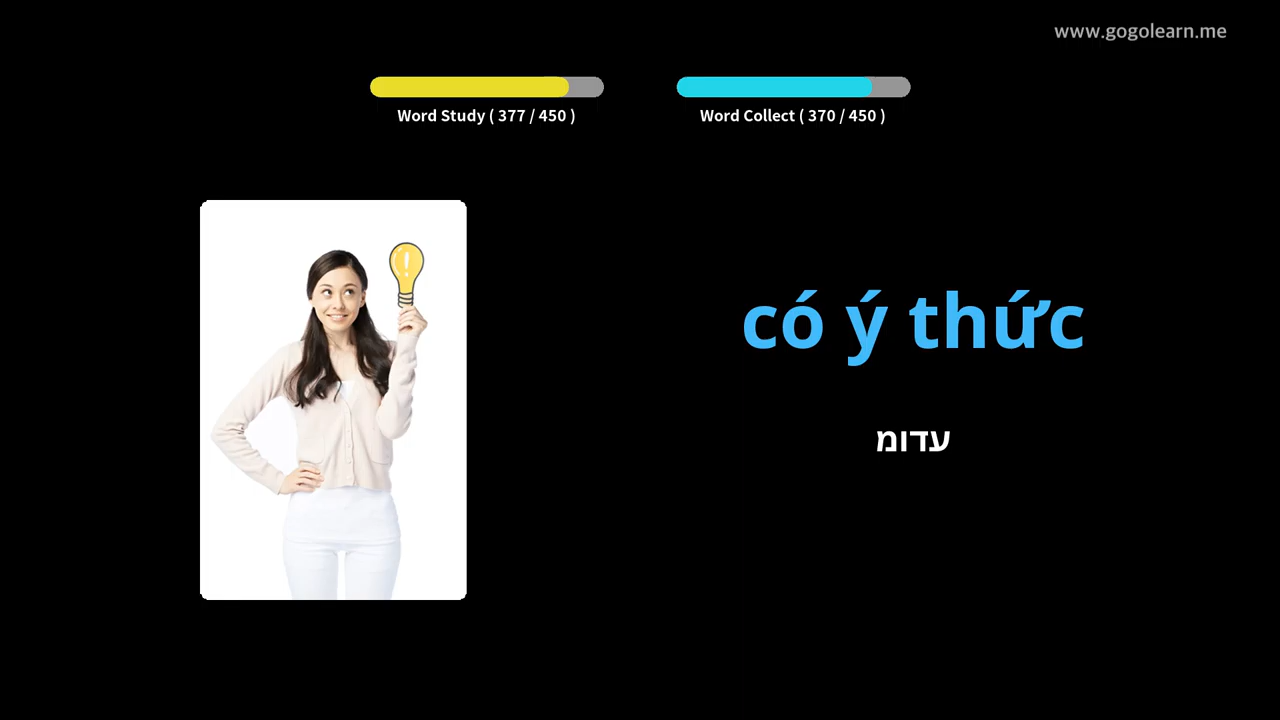 www.gogolearn.me
Word Study ( 377 / 450 )
Word Collect ( 370 / 450 )
có ý thức
עדומ